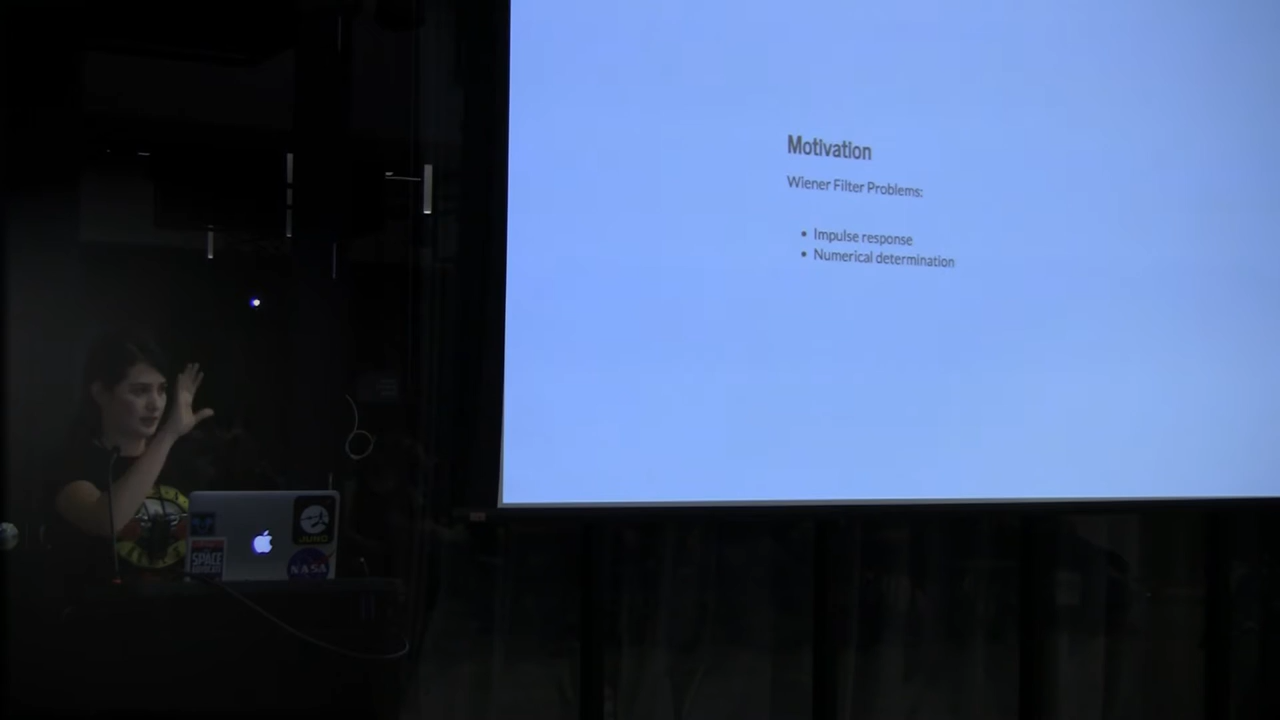 Motivation
Wiener Filter Problems:
• Impulse response
• Numerical determination
JUNO
SPACE
NASA